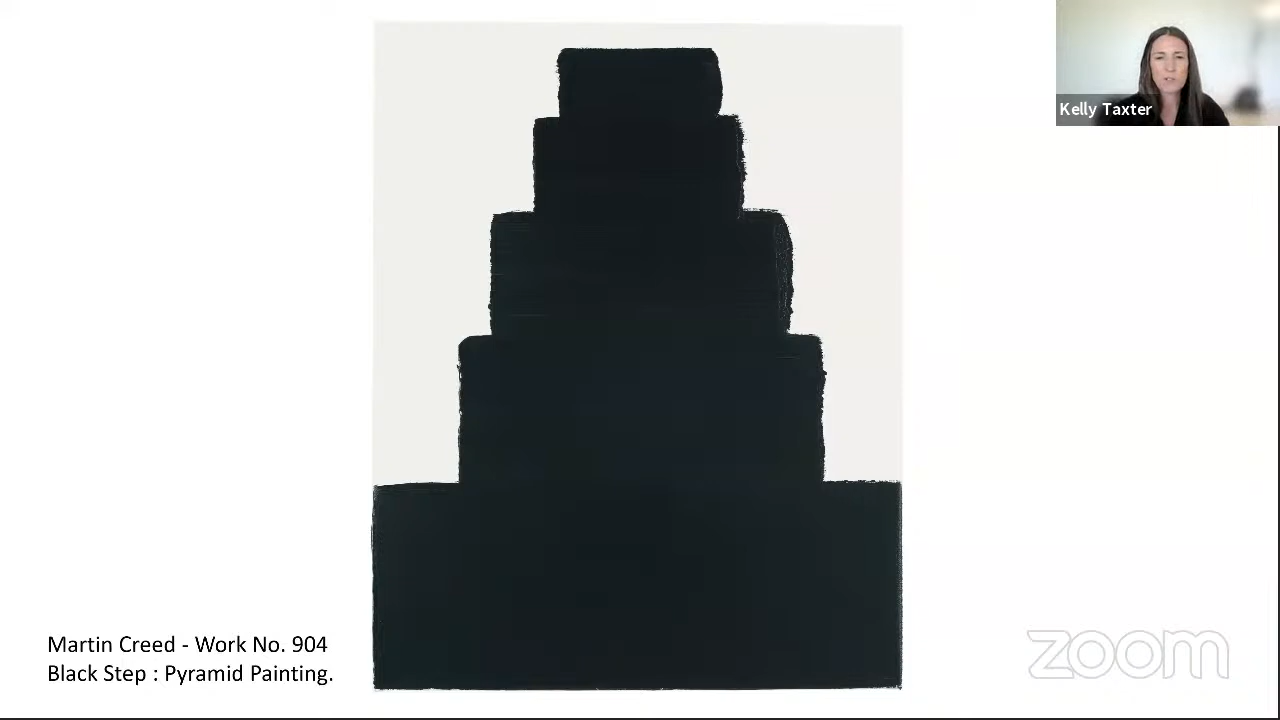 Kelly Taxter
Martin Creed - Work No. 904
Black Step : Pyramid Painting.
zoom